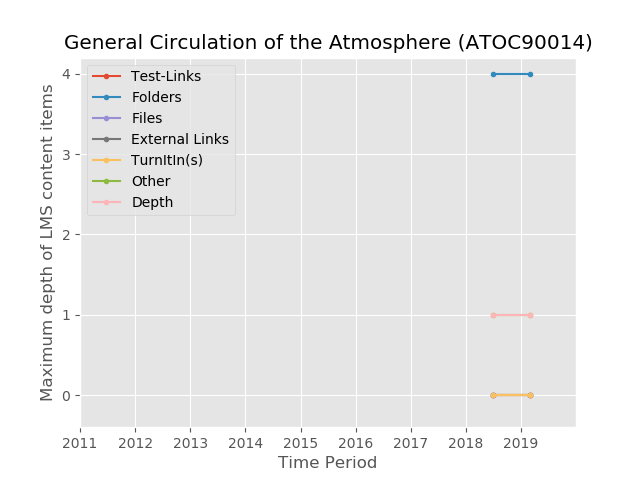 General Circulation of the Atmosphere (ATOC90014)
Test-Links
Folders
Files
External Links
TurnItIn(s)
Other
Depth
Maximum depth of LMS content items
4
3
2
1
0
2011 2012 2013 2014 2015 2016 2017 2018 2019
Time Period